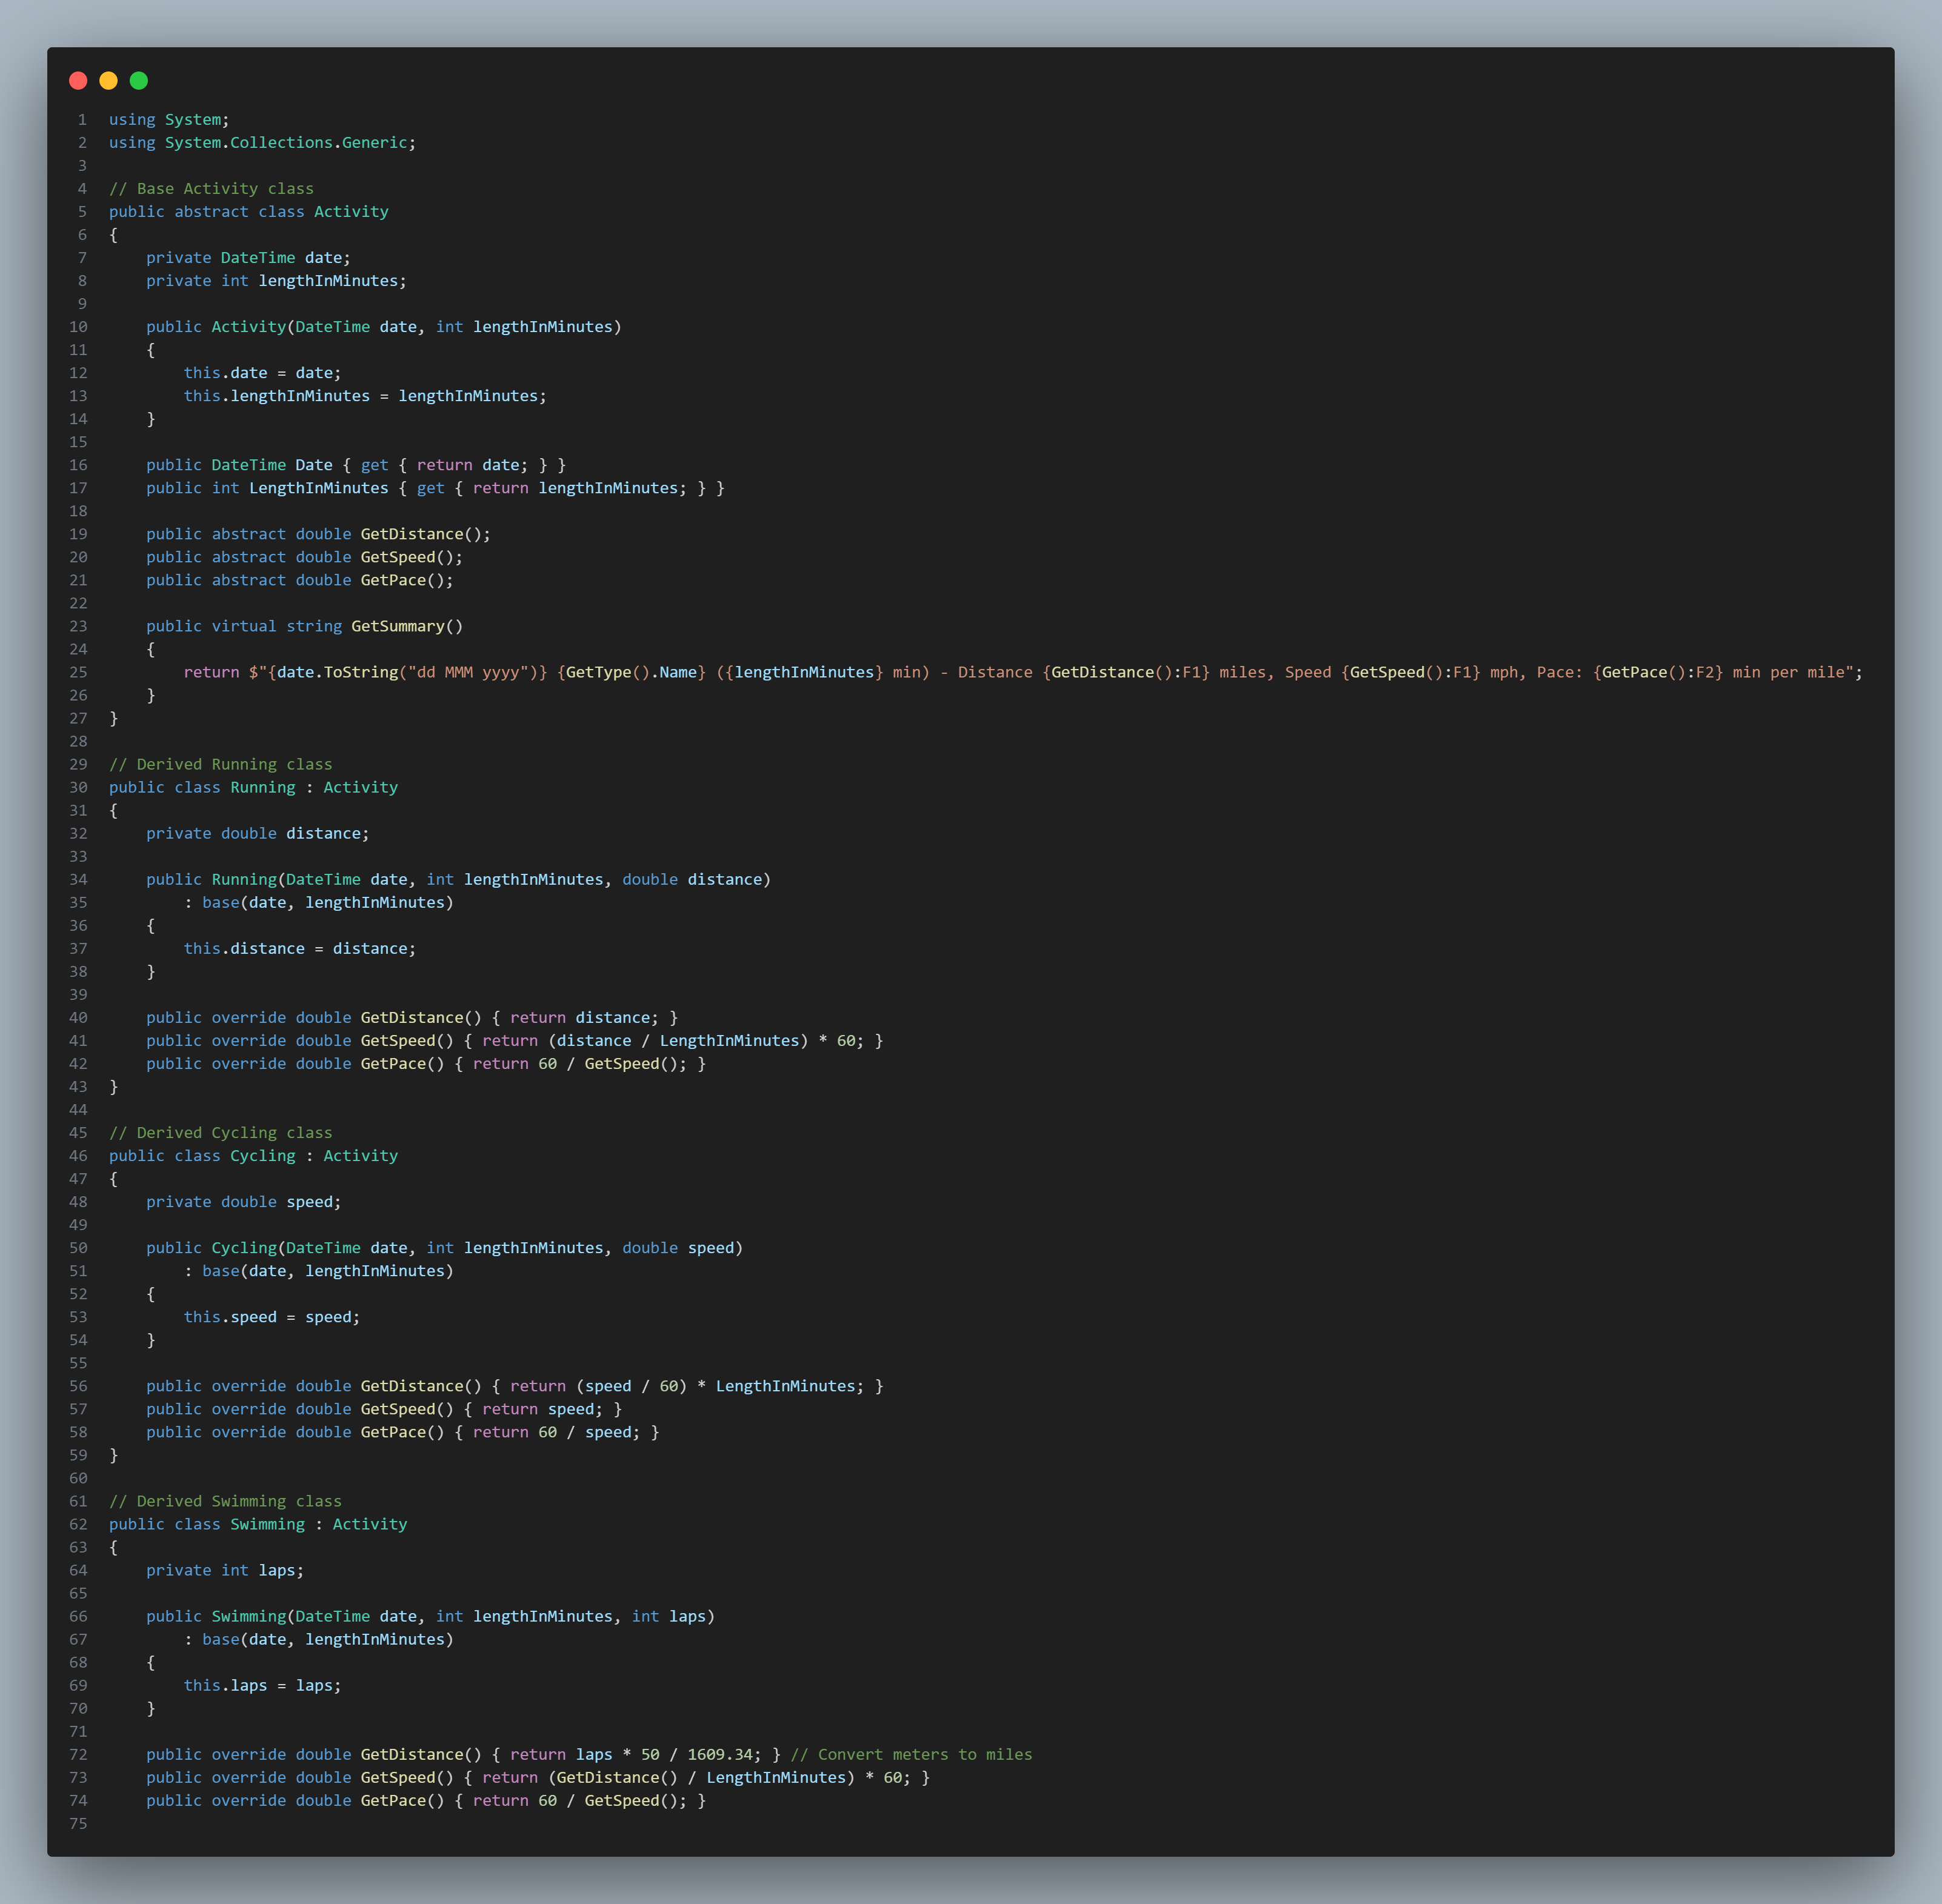 1 using System;
2 using System.Collections.Generic;
3
4 // Base Activity class
5 public abstract class Activity
6 {
7     private DateTime date;
8     private int lengthInMinutes;
9
10     public Activity(DateTime date, int lengthInMinutes)
11     {
12         this.date = date;
13         this.lengthInMinutes = lengthInMinutes;
14     }
15
16     public DateTime Date { get { return date; } }
17     public int LengthInMinutes { get { return lengthInMinutes; } }
18
19     public abstract double GetDistance();
20     public abstract double GetSpeed();
21     public abstract double GetPace();
22
23     public virtual string GetSummary()
24     {
25         return $"{date.ToString("dd MMM yyyy")} {GetType().Name} ({lengthInMinutes} min) - Distance {GetDistance():F1} miles, Speed {GetSpeed():F1} mph, Pace: {GetPace():F2} min per mile";
26     }
27 }
28
29 // Derived Running class
30 public class Running : Activity
31 {
32     private double distance;
33
34     public Running(DateTime date, int lengthInMinutes, double distance)
35         : base(date, lengthInMinutes)
36     {
37         this.distance = distance;
38     }
39
40     public override double GetDistance() { return distance; }
41     public override double GetSpeed() { return (distance / LengthInMinutes) * 60; }
42     public override double GetPace() { return 60 / GetSpeed(); }
43 }
44
45 // Derived Cycling class
46 public class Cycling : Activity
47 {
48     private double speed;
49
50     public Cycling(DateTime date, int lengthInMinutes, double speed)
51         : base(date, lengthInMinutes)
52     {
53         this.speed = speed;
54     }
55
56     public override double GetDistance() { return (speed / 60) * LengthInMinutes; }
57     public override double GetSpeed() { return speed; }
58     public override double GetPace() { return 60 / speed; }
59 }
60
61 // Derived Swimming class
62 public class Swimming : Activity
63 {
64     private int laps;
65
66     public Swimming(DateTime date, int lengthInMinutes, int laps)
67         : base(date, lengthInMinutes)
68     {
69         this.laps = laps;
70     }
71
72     public override double GetDistance() { return laps * 50 / 1609.34; } // Convert meters to miles
73     public override double GetSpeed() { return (GetDistance() / LengthInMinutes) * 60; }
74     public override double GetPace() { return 60 / GetSpeed(); }
75